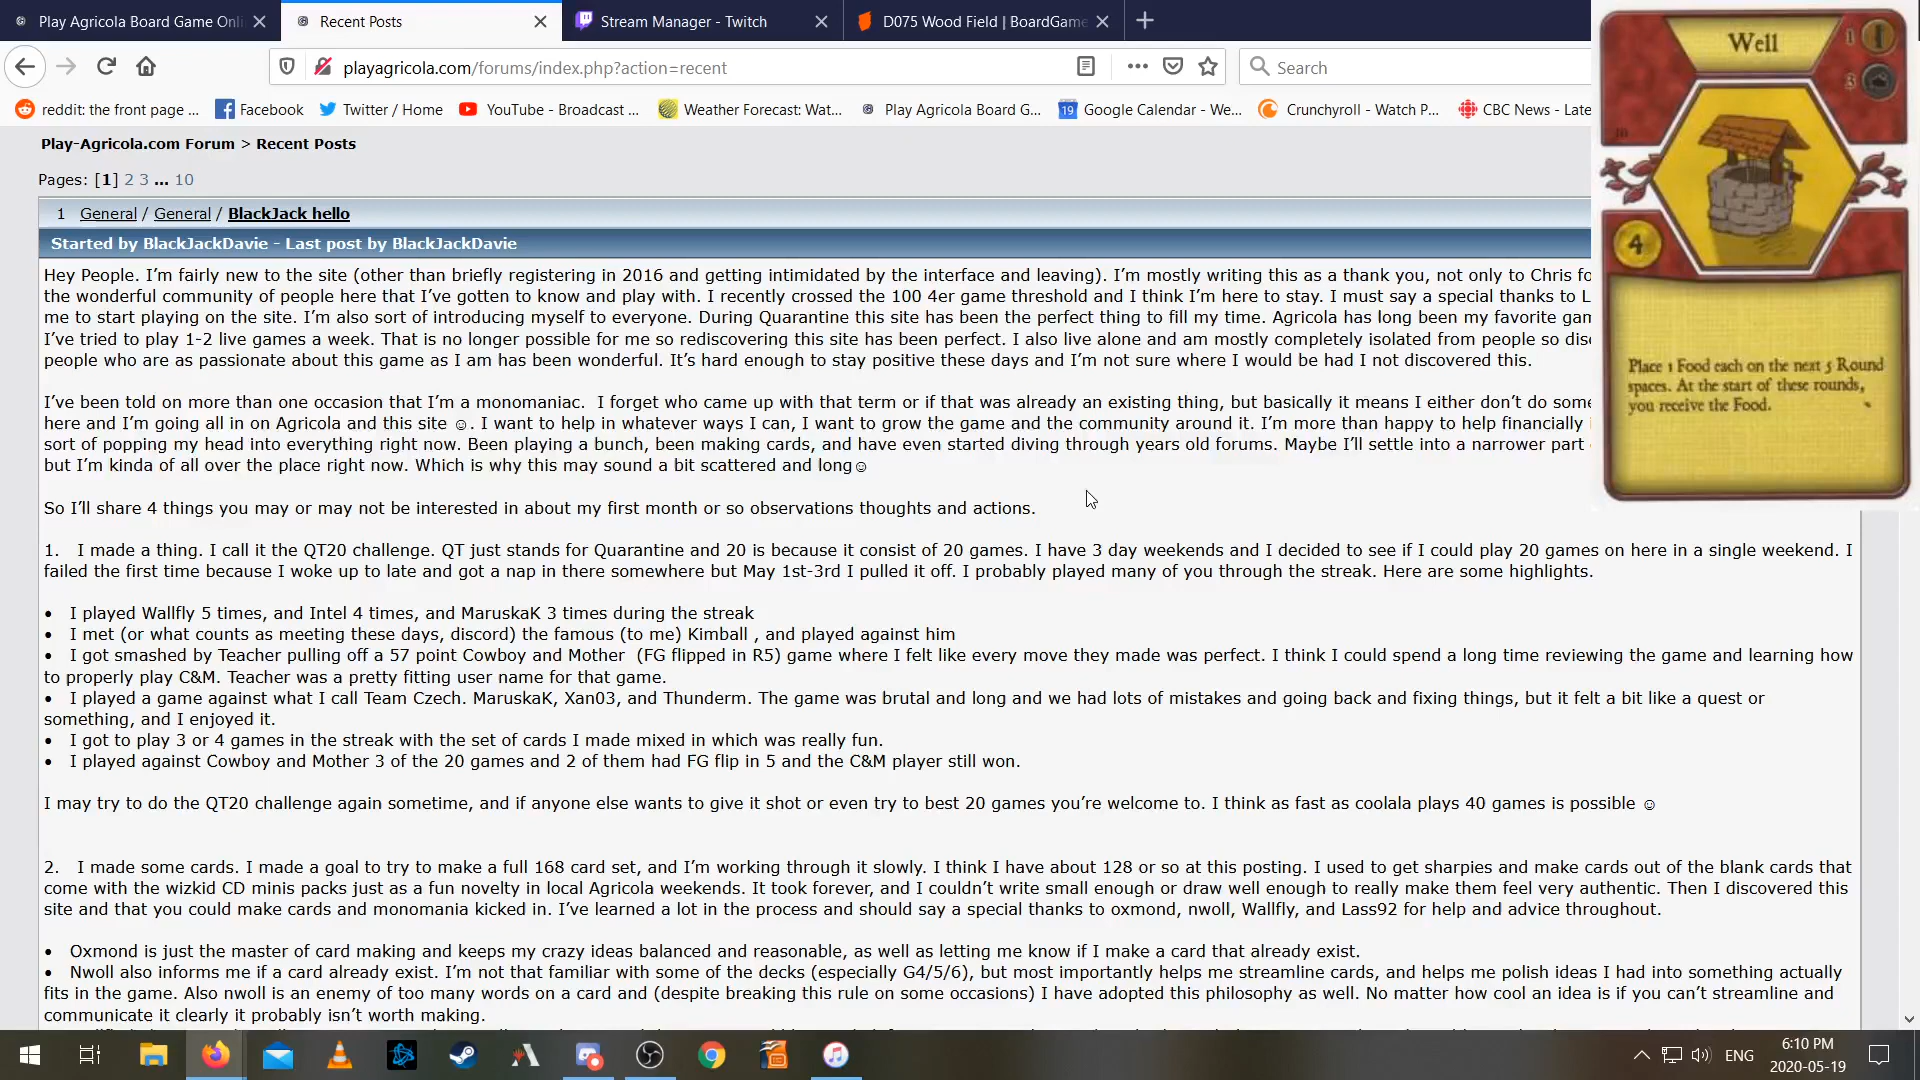 Play Agricola Board Game Onli
Recent Posts
Stream Manager - Twitch
D075 Wood Field | BoardGame
playagricola.com/forums/index.php?action=recent
Search
reddit: the front page ...
Facebook
Twitter / Home
YouTube - Broadcast ...
Weather Forecast: Wat...
Play Agricola Board G...
19
Google Calendar - We...
Crunchyroll - Watch P...
CBC News - Late
Well
1
3
4
Place 1 Food each on the next 5 Round
spaces. At the start of these rounds,
you receive the Food.
Play-Agricola.com Forum > Recent Posts
Pages: [1] 2 3 ... 10
1 General / General / BlackJack hello
Started by BlackJackDavie - Last post by BlackJackDavie
Hey People. I’m fairly new to the site (other than briefly registering in 2016 and getting intimidated by the interface and leaving). I’m mostly writing this as a thank you, not only to Chris fo
the wonderful community of people here that I’ve gotten to know and play with. I recently crossed the 100 4er game threshold and I think I’m here to stay. I must say a special thanks to L
me to start playing on the site. I’m also sort of introducing myself to everyone. During Quarantine this site has been the perfect thing to fill my time. Agricola has long been my favorite gam
I’ve tried to play 1-2 live games a week. That is no longer possible for me so rediscovering this site has been perfect. I also live alone and am mostly completely isolated from people so disc
people who are as passionate about this game as I am has been wonderful. It’s hard enough to stay positive these days and I’m not sure where I would be had I not discovered this.
I’ve been told on more than one occasion that I’m a monomaniac.  I forget who came up with that term or if that was already an existing thing, but basically it means I either don’t do some
here and I’m going all in on Agricola and this site ☺. I want to help in whatever ways I can, I want to grow the game and the community around it. I’m more than happy to help financially i
sort of popping my head into everything right now. Been playing a bunch, been making cards, and have even started diving through years old forums. Maybe I’ll settle into a narrower part
but I’m kinda of all over the place right now. Which is why this may sound a bit scattered and long☺
So I’ll share 4 things you may or may not be interested in about my first month or so observations thoughts and actions.
1. I made a thing. I call it the QT20 challenge. QT just stands for Quarantine and 20 is because it consist of 20 games. I have 3 day weekends and I decided to see if I could play 20 games on here in a single weekend. I
failed the first time because I woke up to late and got a nap in there somewhere but May 1st-3rd I pulled it off. I probably played many of you through the streak. Here are some highlights.
• I played Wallfly 5 times, and Intel 4 times, and MaruskaK 3 times during the streak
• I met (or what counts as meeting these days, discord) the famous (to me) Kimball , and played against him
• I got smashed by Teacher pulling off a 57 point Cowboy and Mother  (FG flipped in R5) game where I felt like every move they made was perfect. I think I could spend a long time reviewing the game and learning how
to properly play C&M. Teacher was a pretty fitting user name for that game.
• I played a game against what I call Team Czech. MaruskaK, Xan03, and Thunderm. The game was brutal and long and we had lots of mistakes and going back and fixing things, but it felt a bit like a quest or
something, and I enjoyed it.
• I got to play 3 or 4 games in the streak with the set of cards I made mixed in which was really fun.
• I played against Cowboy and Mother 3 of the 20 games and 2 of them had FG flip in 5 and the C&M player still won.
I may try to do the QT20 challenge again sometime, and if anyone else wants to give it shot or even try to best 20 games you’re welcome to. I think as fast as coolala plays 40 games is possible ☺
2. I made some cards. I made a goal to try to make a full 168 card set, and I’m working through it slowly. I think I have about 128 or so at this posting. I used to get sharpies and make cards out of the blank cards that
come with the wizkid CD minis packs just as a fun novelty in local Agricola weekends. It took forever, and I couldn’t write small enough or draw well enough to really make them feel very authentic. Then I discovered this
site and that you could make cards and monomania kicked in. I’ve learned a lot in the process and should say a special thanks to oxmond, nwoll, Wallfly, and Lass92 for help and advice throughout.
• Oxmond is just the master of card making and keeps my crazy ideas balanced and reasonable, as well as letting me know if I make a card that already exist.
• Nwoll also informs me if a card already exist. I’m not that familiar with some of the decks (especially G4/5/6), but most importantly helps me streamline cards, and helps me polish ideas I had into something actually
fits in the game. Also nwoll is an enemy of too many words on a card and (despite breaking this rule on some occasions) I have adopted this philosophy as well. No matter how cool an idea is if you can’t streamline and
communicate it clearly it probably isn’t worth making.
ENG
6:10 PM
2020-05-19